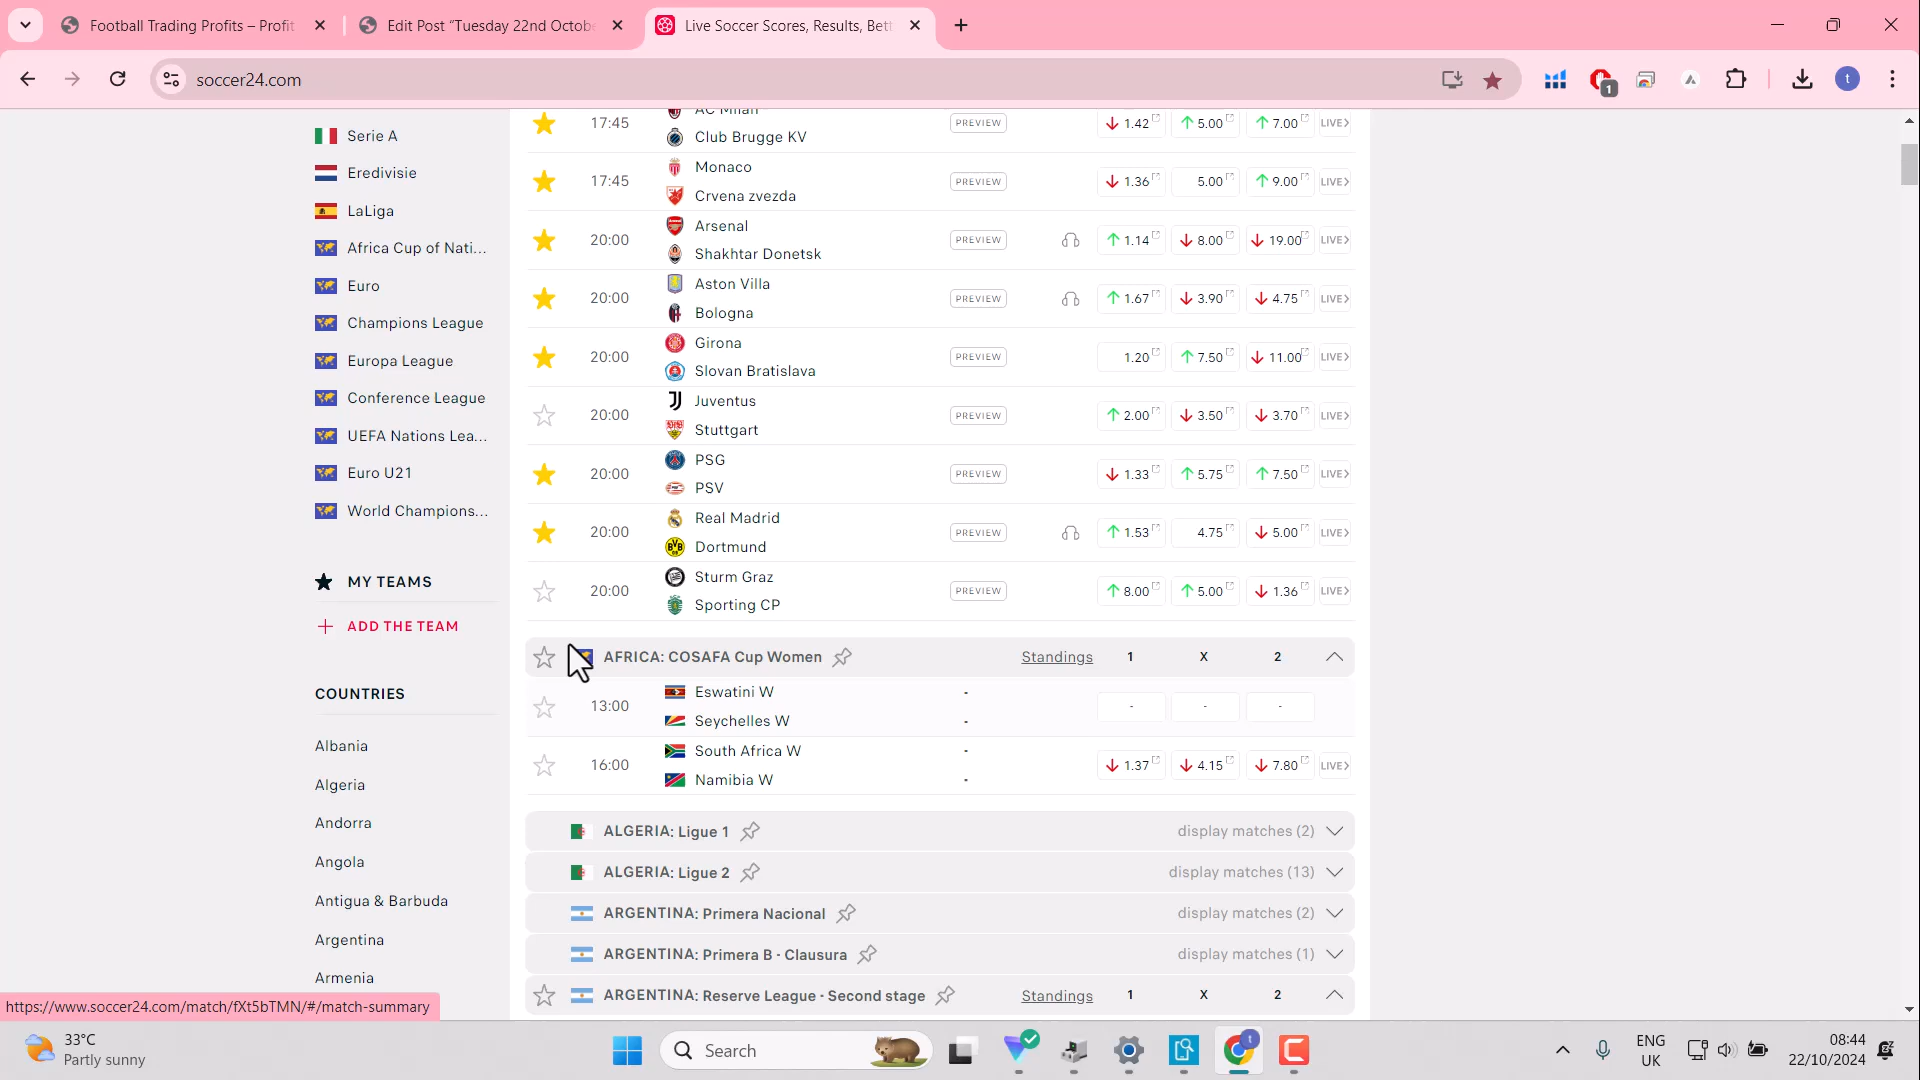 Football Trading Profits – Profit
Edit Post “Tuesday 22nd Octobe
Live Soccer Scores, Results, Bett
soccer24.com
1
t
Serie A
Eredivisie
LaLiga
Africa Cup of Nati...
Euro
Champions League
Europa League
Conference League
UEFA Nations Lea...
Euro U21
World Champions...
MY TEAMS
ADD THE TEAM
COUNTRIES
Albania
Algeria
Andorra
Angola
Antigua & Barbuda
Argentina
Armenia
AC Milan
17:45 PREVIEW 1.42 5.00 7.00 LIVE
Club Brugge KV
Monaco
17:45 PREVIEW 1.36 5.00 9.00 LIVE
Crvena zvezda
Arsenal
20:00 PREVIEW 1.14 8.00 19.00 LIVE
Shakhtar Donetsk
Aston Villa
20:00 PREVIEW 1.67 3.90 4.75 LIVE
Bologna
Girona
20:00 PREVIEW 1.20 7.50 11.00 LIVE
Slovan Bratislava
Juventus
20:00 PREVIEW 2.00 3.50 3.70 LIVE
Stuttgart
PSG
20:00 PREVIEW 1.33 5.75 7.50 LIVE
PSV
Real Madrid
20:00 PREVIEW 1.53 4.75 5.00 LIVE
Dortmund
Sturm Graz
20:00 PREVIEW 8.00 5.00 1.36 LIVE
Sporting CP
AFRICA: COSAFA Cup Women Standings 1 X 2
Eswatini W -
13:00 - - -
Seychelles W -
South Africa W -
16:00 1.37 4.15 7.80 LIVE
Namibia W -
ALGERIA: Ligue 1 display matches (2)
ALGERIA: Ligue 2 display matches (13)
ARGENTINA: Primera Nacional display matches (2)
ARGENTINA: Primera B - Clausura display matches (1)
ARGENTINA: Reserve League - Second stage Standings 1 X 2
https://www.soccer24.com/match/fXt5bTMN/#/match-summary
33°C
Partly sunny
Search
t
ENG
UK
08:44
22/10/2024